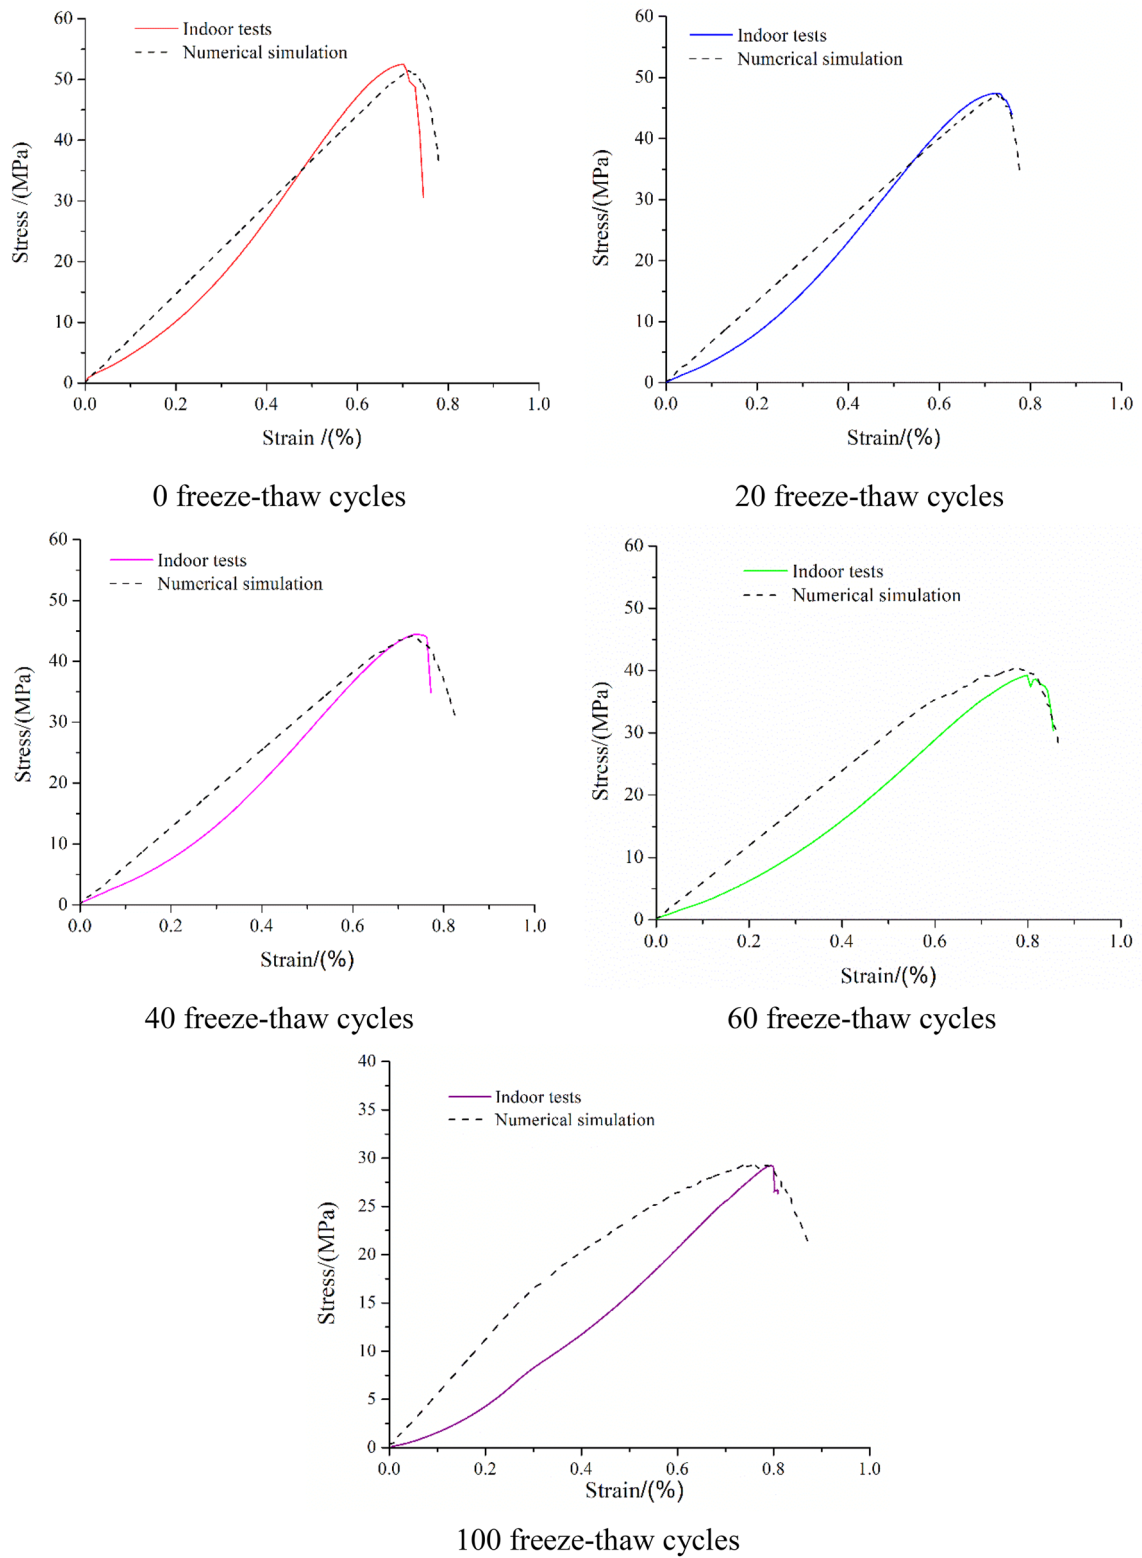 60
50
40
30
20
10
0
Stress /(MPa)
Indoor tests
Numerical simulation
0.0 0.2 0.4 0.6 0.8 1.0
Strain /(%)
0 freeze-thaw cycles
60
50
40
30
20
10
0
Stress/(MPa)
Indoor tests
Numerical simulation
0.0 0.2 0.4 0.6 0.8 1.0
Strain/(%)
20 freeze-thaw cycles
60
50
40
30
20
10
0
Stress/(MPa)
Indoor tests
Numerical simulation
0.0 0.2 0.4 0.6 0.8 1.0
Strain/(%)
40 freeze-thaw cycles
60
50
40
30
20
10
0
Stress/(MPa)
Indoor tests
Numerical simulation
0.0 0.2 0.4 0.6 0.8 1.0
Strain/(%)
60 freeze-thaw cycles
40
35
30
25
20
15
10
5
0
Stress/(MPa)
Indoor tests
Numerical simulation
0.0 0.2 0.4 0.6 0.8 1.0
Strain/(%)
100 freeze-thaw cycles